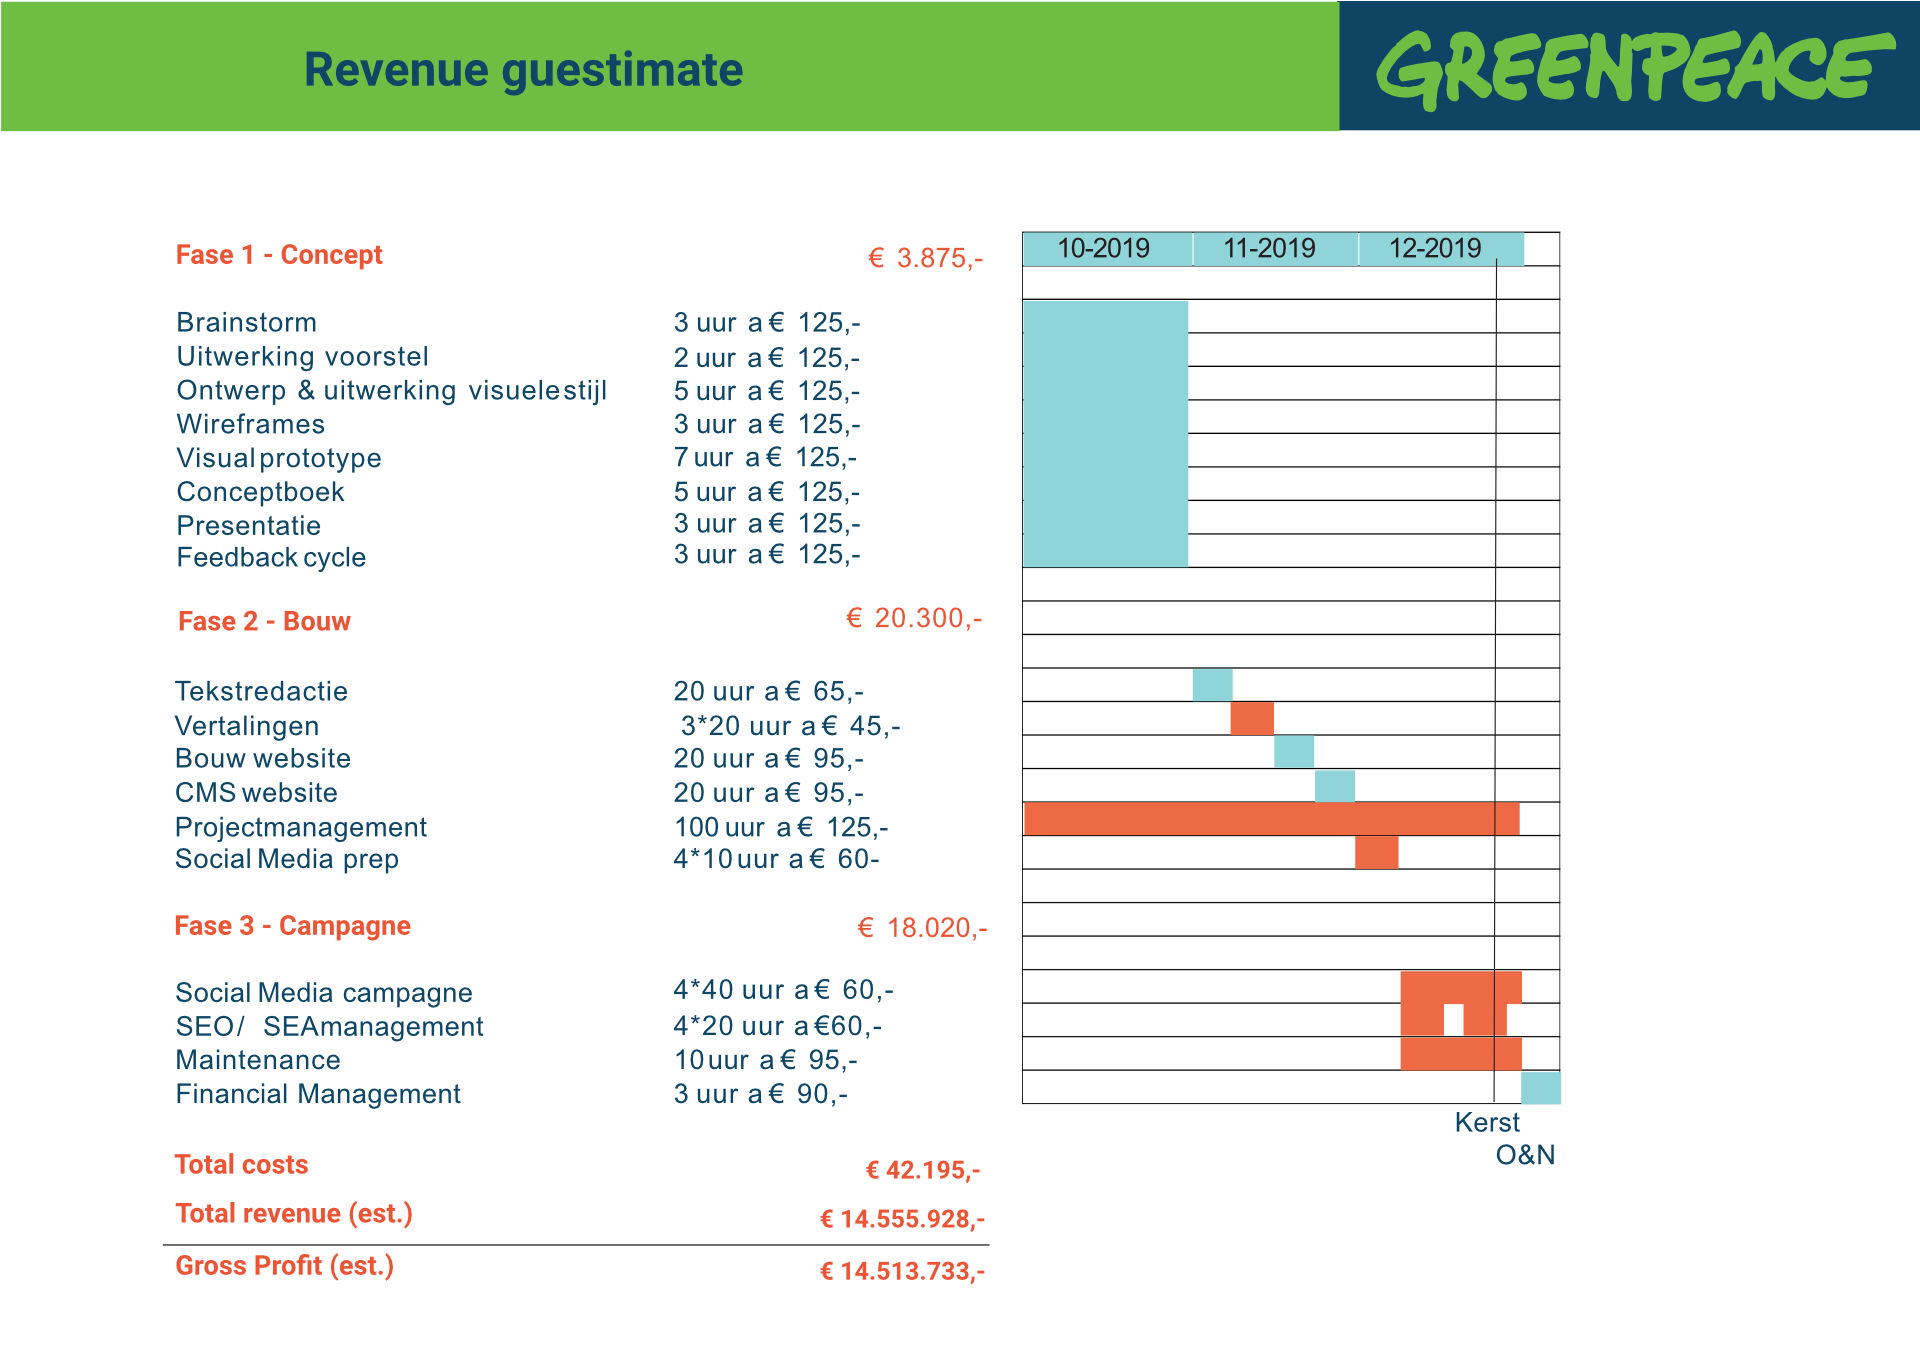 Revenue guestimate
GREENPEACE
Fase 1 - Concept € 3.875,-
10-2019 11-2019 12-2019
Brainstorm 3 uur a € 125,-
Uitwerking voorstel 2 uur a € 125,-
Ontwerp & uitwerking visuele stijl 5 uur a € 125,-
Wireframes 3 uur a € 125,-
Visual prototype 7 uur a € 125,-
Conceptboek 5 uur a € 125,-
Presentatie 3 uur a € 125,-
Feedback cycle 3 uur a € 125,-
Fase 2 - Bouw € 20.300,-
Tekstredactie 20 uur a € 65,-
Vertalingen 3*20 uur a € 45,-
Bouw website 20 uur a € 95,-
CMS website 20 uur a € 95,-
Projectmanagement 100 uur a € 125,-
Social Media prep 4*10 uur a € 60-
Fase 3 - Campagne € 18.020,-
Social Media campagne 4*40 uur a € 60,-
SEO/ SEA management 4*20 uur a €60,-
Maintenance 10 uur a € 95,-
Financial Management 3 uur a € 90,-
Kerst
O&N
Total costs € 42.195,-
Total revenue (est.) € 14.555.928,-
Gross Profit (est.) € 14.513.733,-